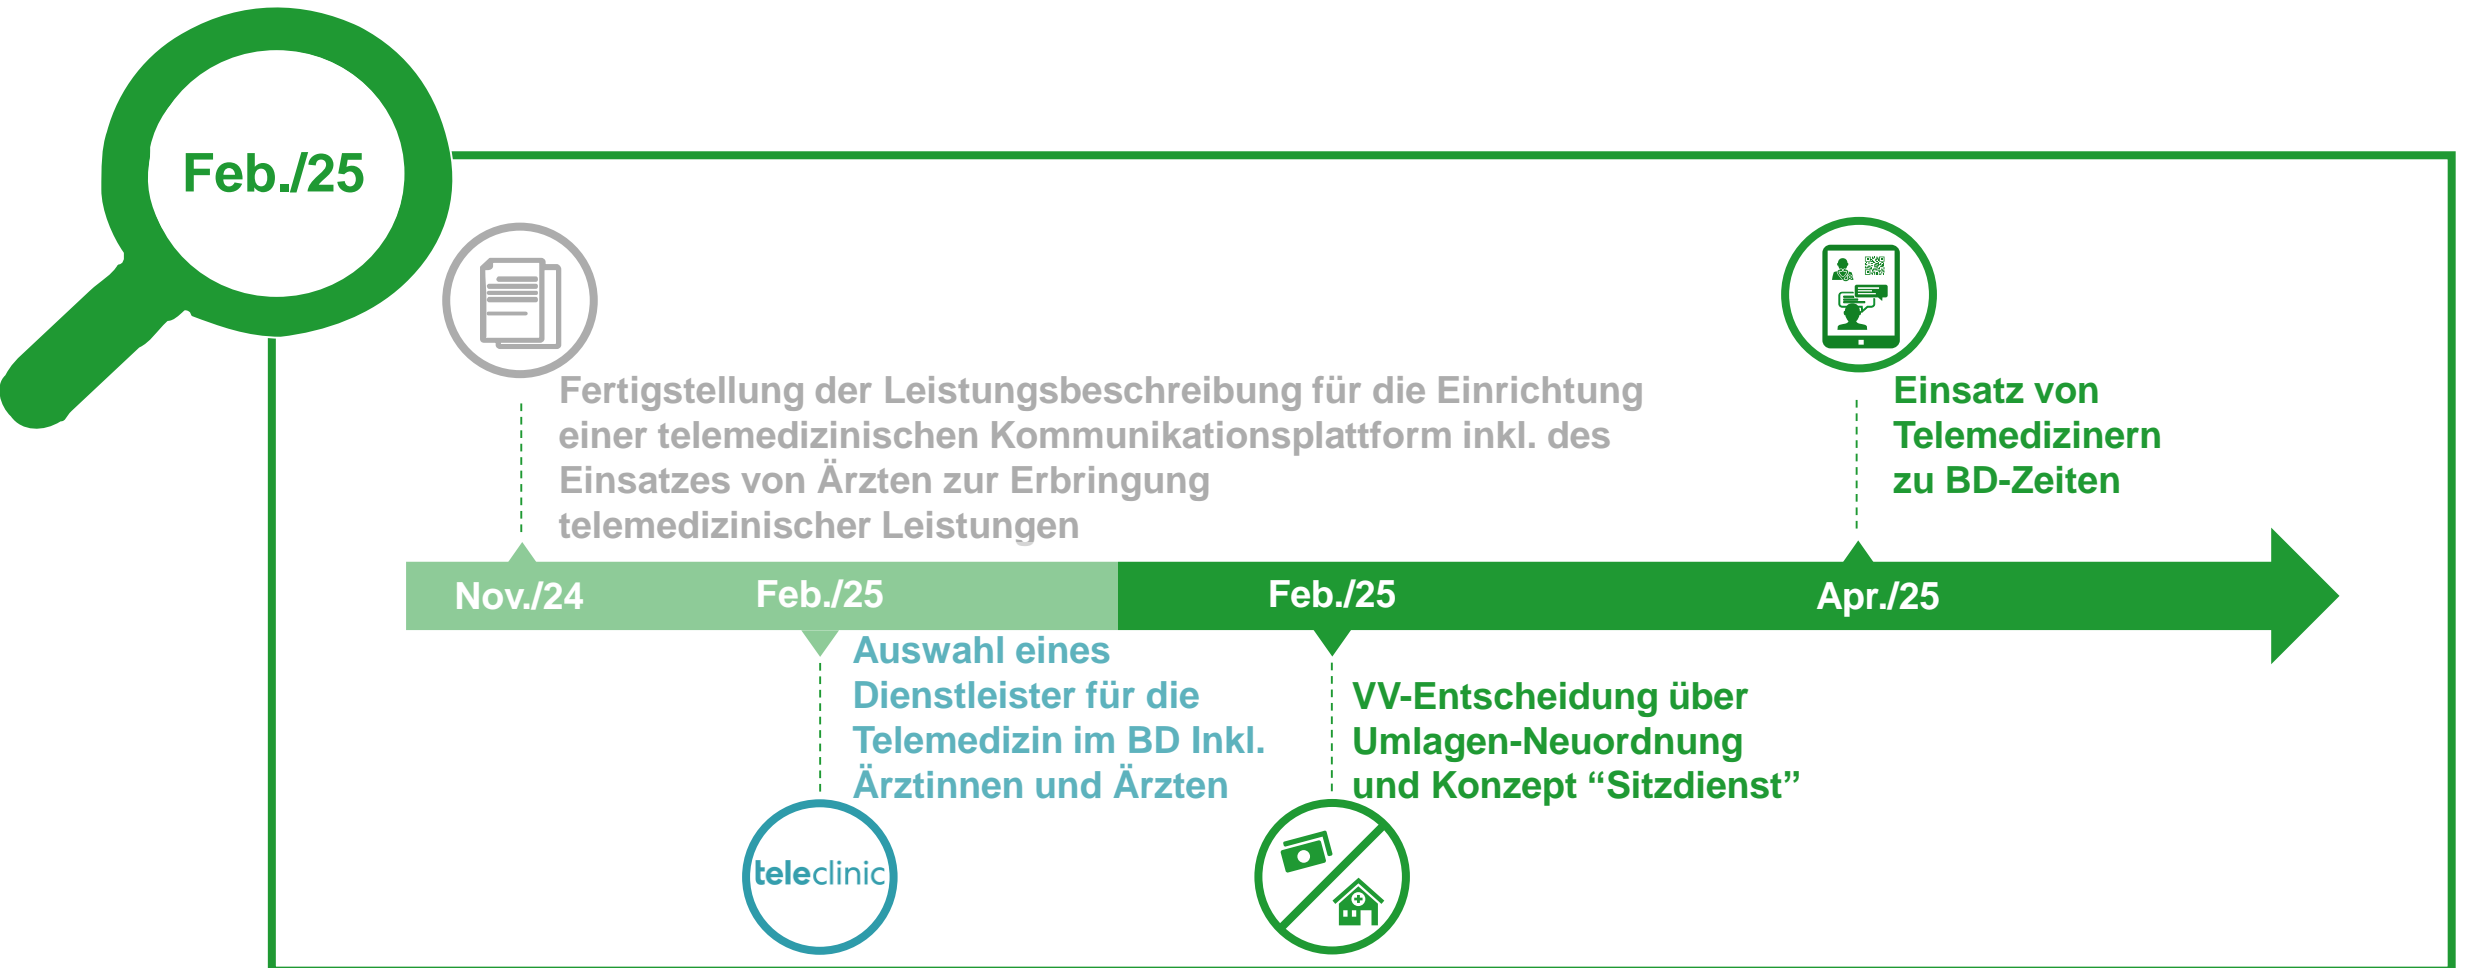 Feb./25
Fertigstellung der Leistungsbeschreibung für die Einrichtung
einer telemedizinischen Kommunikationsplattform inkl. des
Einsatzes von Ärzten zur Erbringung
telemedizinischer Leistungen
Einsatz von
Telemedizinern
zu BD-Zeiten
Nov./24
Feb./25
Feb./25
Apr./25
Auswahl eines
Dienstleister für die
Telemedizin im BD Inkl.
Ärztinnen und Ärzten
VV-Entscheidung über
Umlagen-Neuordnung
und Konzept “Sitzdienst”
teleclinic